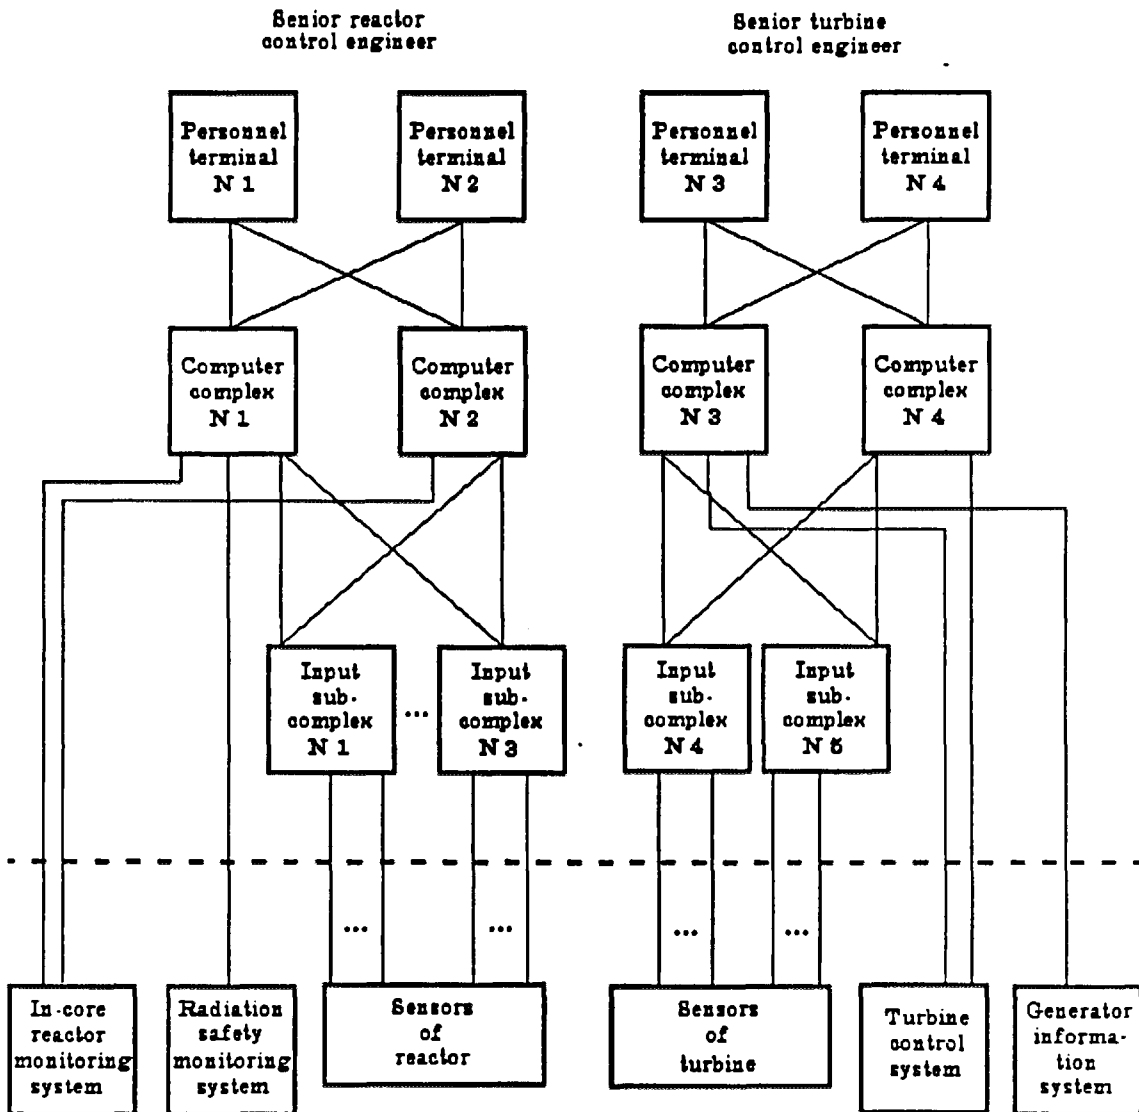 Senior reactor
control engineer
Senior turbine
control engineer
Personnel
terminal
N 1
Personnel
terminal
N 2
Personnel
terminal
N 3
Personnel
terminal
N 4
Computer
complex
N 1
Computer
complex
N 2
Computer
complex
N 3
Computer
complex
N 4
Input
sub-
complex
N 1
...
Input
sub-
complex
N 3
Input
sub-
complex
N 4
Input
sub-
complex
N 5
...
...
...
...
In-core
reactor
monitoring
system
Radiation
safety
monitoring
system
Sensors
of
reactor
Sensors
of
turbine
Turbine
control
system
Generator
informa-
tion
system